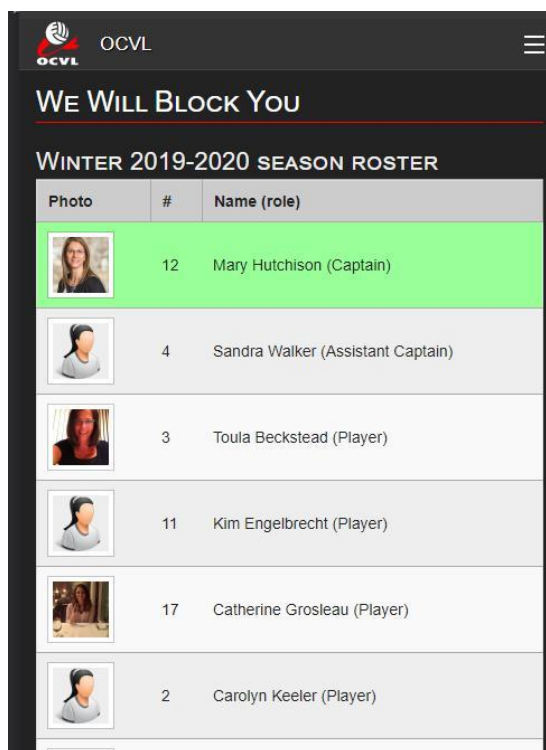 OCVL
OCVL
We Will Block You
Winter 2019-2020 season roster
Photo # Name (role)
12 Mary Hutchison (Captain)
4 Sandra Walker (Assistant Captain)
3 Toula Beckstead (Player)
11 Kim Engelbrecht (Player)
17 Catherine Grosleau (Player)
2 Carolyn Keeler (Player)